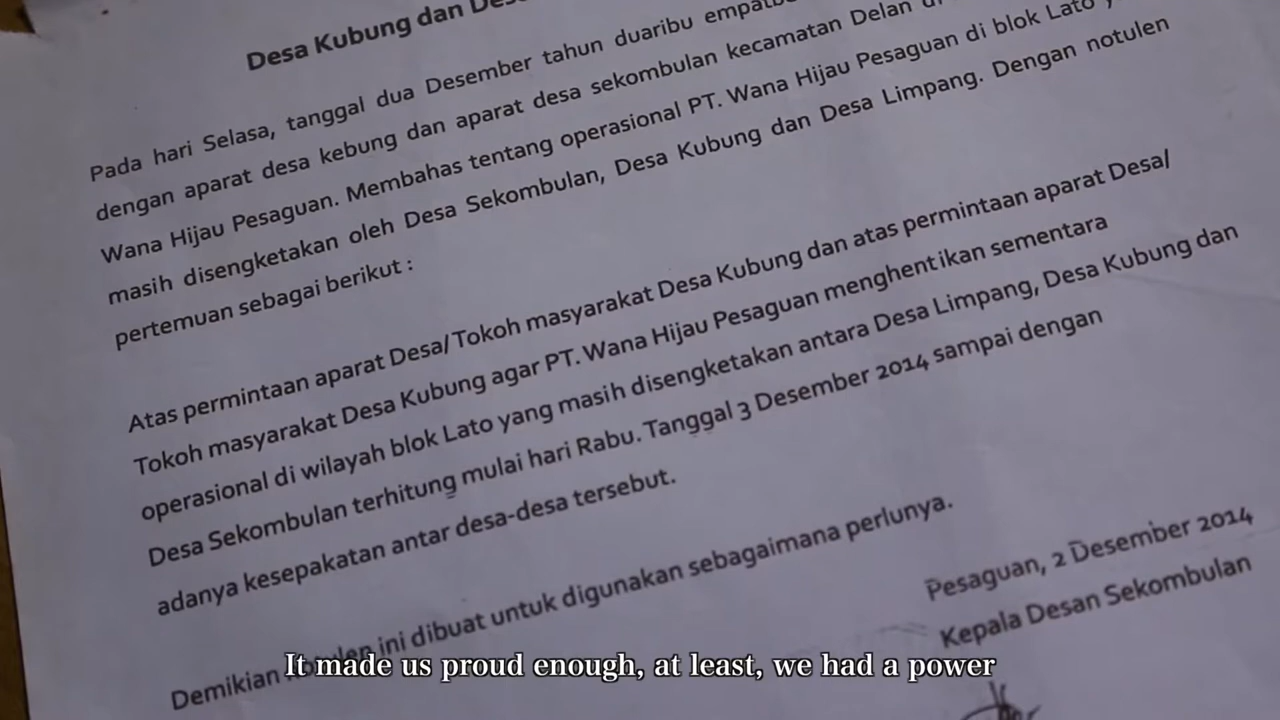 Desa Kubung dan
Pada hari Selasa, tanggal dua Desember tahun duaribu
dengan aparat desa kebung dan aparat desa sekombulan kecamatan Delan
Wana Hijau Pesaguan. Membahas tentang operasional PT. Wana Hijau Pesaguan di blok Lato
masih disengketakan oleh Desa Sekombulan, Desa Kubung dan Desa Limpang. Dengan notulen
pertemuan sebagai berikut :
Atas permintaan aparat Desa/ Tokoh masyarakat Desa Kubung dan atas permintaan aparat Desa/
Tokoh masyarakat Desa Kubung agar PT. Wana Hijau Pesaguan menghentikan sementara
operasional di wilayah blok Lato yang masih disengketakan antara Desa Limpang, Desa Kubung dan
Desa Sekombulan terhitung mulai hari Rabu. Tanggal 3 Desember 2014 sampai dengan
adanya kesepakatan antar desa-desa tersebut.
Demikian ini dibuat untuk digunakan sebagaimana perlunya.
Pesaguan, 2 Desember 2014
Kepala Desan Sekombulan
It made us proud enough, at least, we had a power